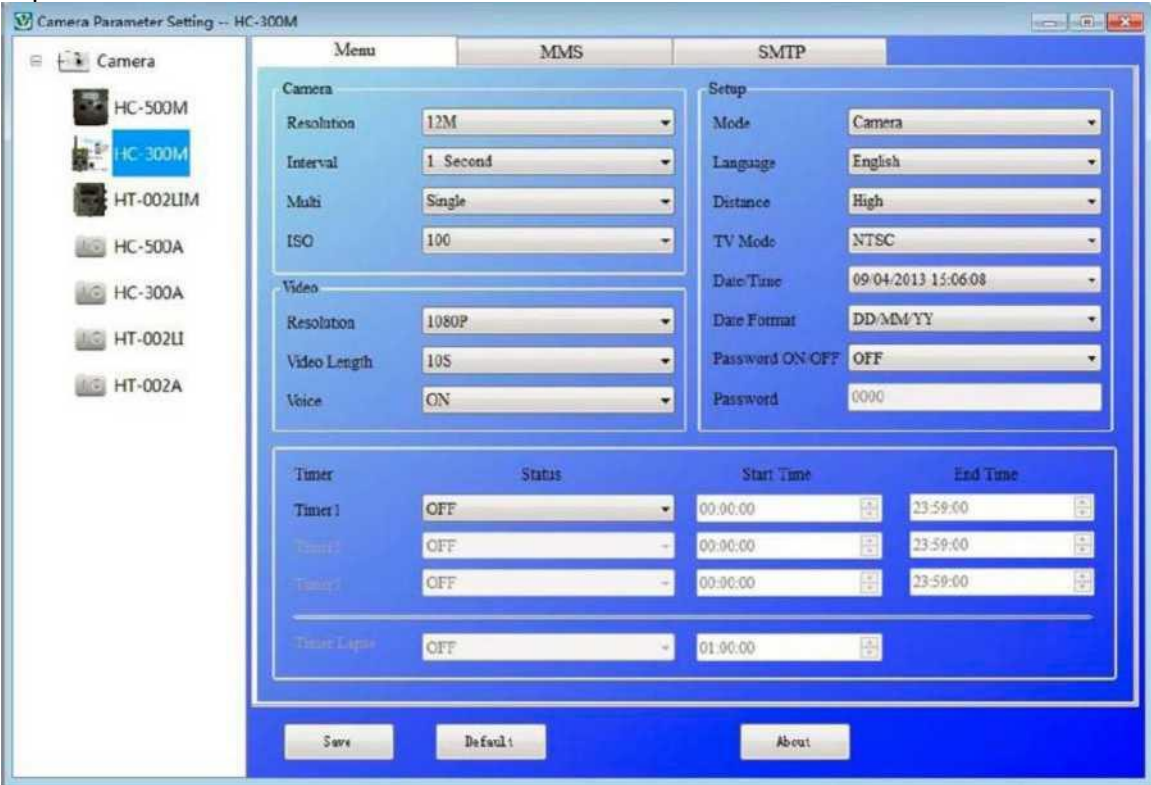 Camera Parameter Setting -- HC-300M
Camera
HC-500M
HC-300M
HT-002LIM
HC-500A
HC-300A
HT-002LI
HT-002A
Menu MMS SMTP
Camera
Resolution 12M
Interval 1 Second
Multi Single
ISO 100
Video
Resolution 1080P
Video Length 10S
Voice ON
Setup
Mode Camera
Language English
Distance High
TV Mode NTSC
Date/Time 09/04/2013 15:06:08
Date Format DD/MM/YY
Password ON/OFF OFF
Password 0000
Timer Status Start Time End Time
Timer1 OFF 00:00:00 23:59:00
OFF 00:00:00 23:59:00
OFF 00:00:00 23:59:00
Timer Lapse OFF 01:00:00
Save Default About